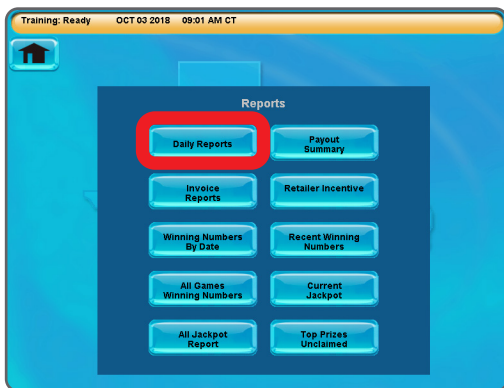 Training: Ready OCT 03 2018 09:01 AM CT
Reports
Daily Reports
Payout
Summary
Invoice
Reports
Retailer Incentive
Winning Numbers
By Date
Recent Winning
Numbers
All Games
Winning Numbers
Current
Jackpot
All Jackpot
Report
Top Prizes
Unclaimed